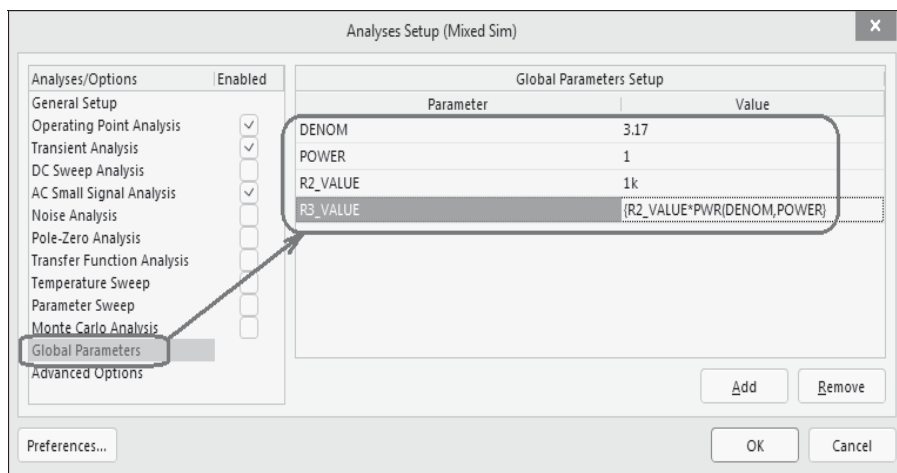 Analyses Setup (Mixed Sim)
x
Analyses/Options Enabled
General Setup
Operating Point Analysis
Transient Analysis
DC Sweep Analysis
AC Small Signal Analysis
Noise Analysis
Pole-Zero Analysis
Transfer Function Analysis
Temperature Sweep
Parameter Sweep
Monte Carlo Analysis
Global Parameters
Advanced Options
Global Parameters Setup
Parameter Value
DENOM 3.17
POWER 1
R2_VALUE 1k
R3_VALUE {R2_VALUE*PWR(DENOM,POWER}
Add Remove
Preferences... OK Cancel